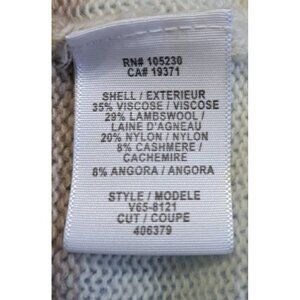 RN# 105230
CA# 19371
SHELL / EXTERIEUR
35% VISCOSE / VISCOSE
29% LAMBSWOOL /
LAINE D'AGNEAU
20% NYLON / NYLON
8% CASHMERE /
CACHEMIRE
8% ANGORA / ANGORA
STYLE / MODELE
V65-8121
CUT / COUPE
406379